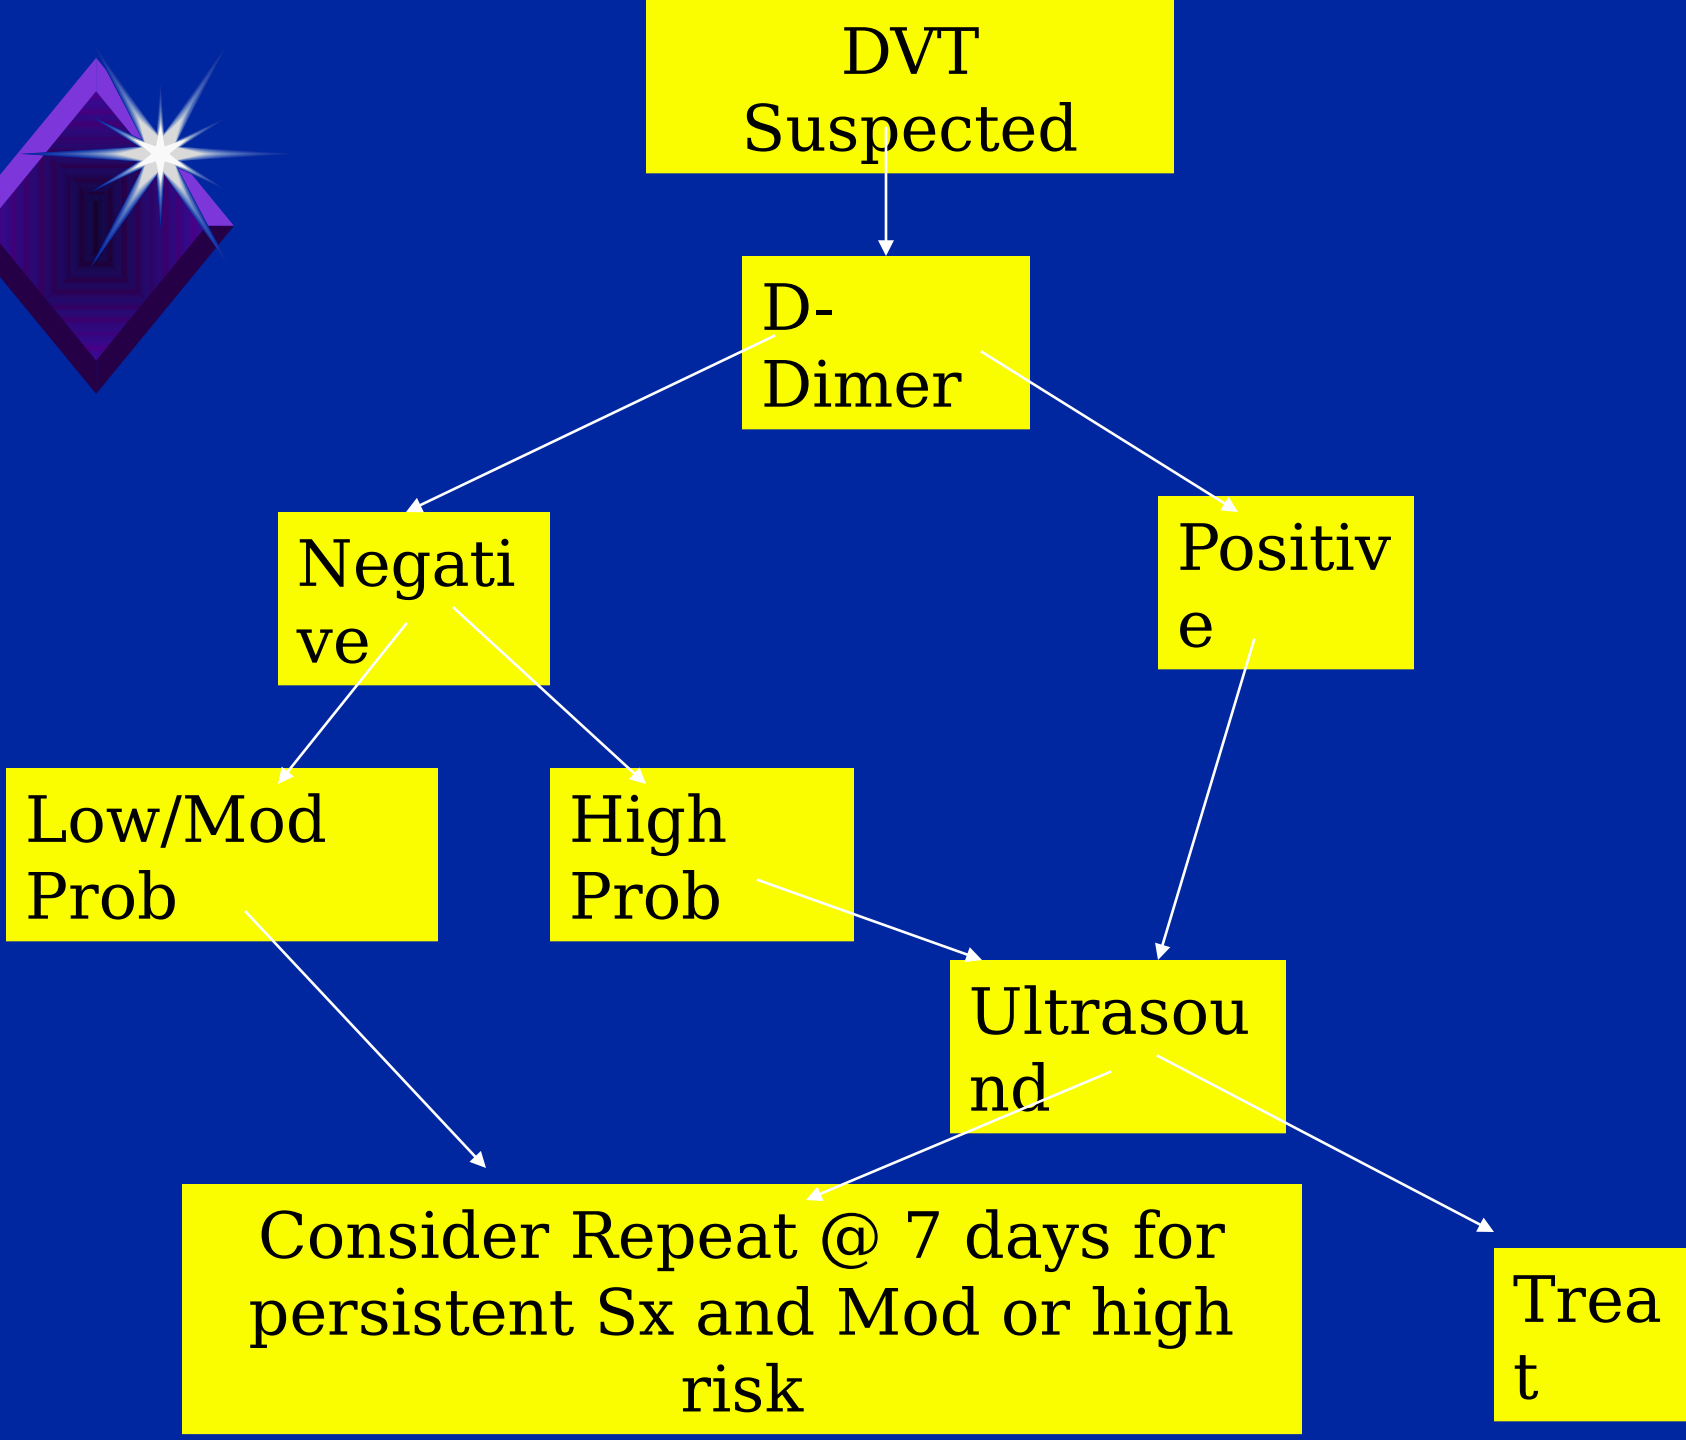 DVT
Suspected
D-
Dimer
Negati
ve
Positiv
e
Low/Mod
Prob
High
Prob
Ultrasou
nd
Consider Repeat @ 7 days for
persistent Sx and Mod or high
risk
Trea
t